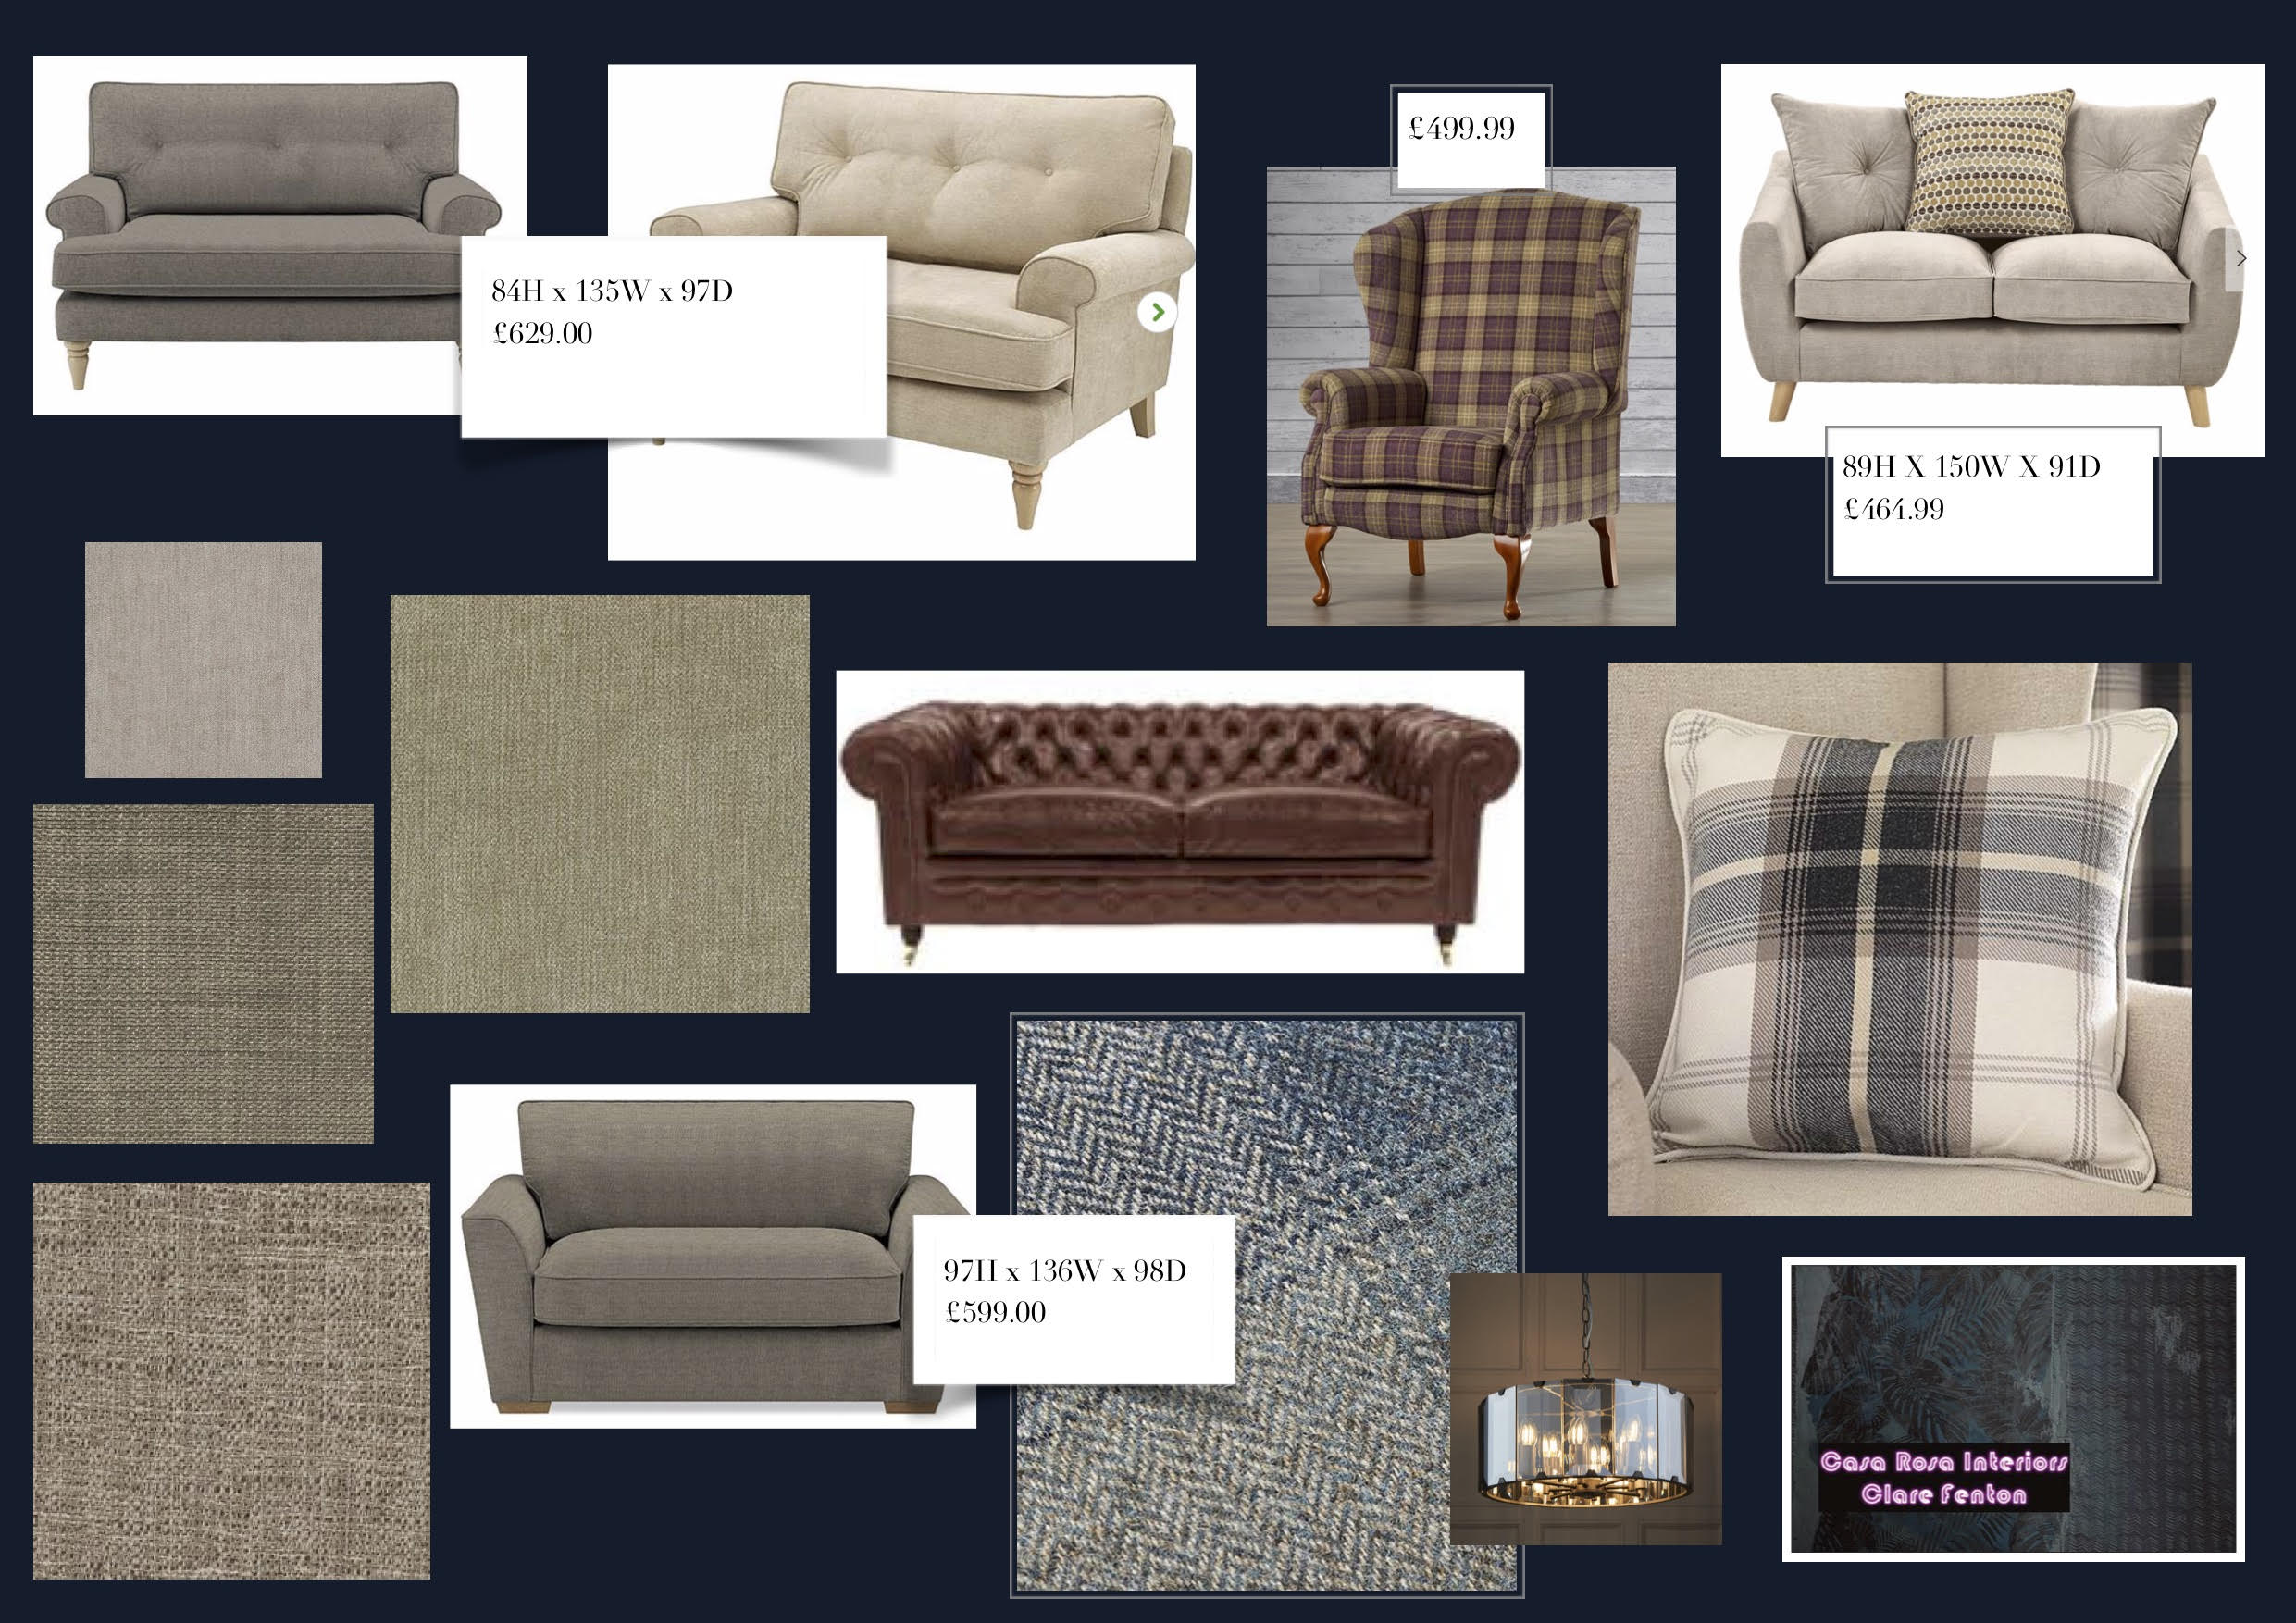 £499.99
84H x 135W x 97D
£629.00
89H X 150W X 91D
£464.99
97H x 136W x 98D
£599.00
Casa Rosa Interiors
Clare Fenton